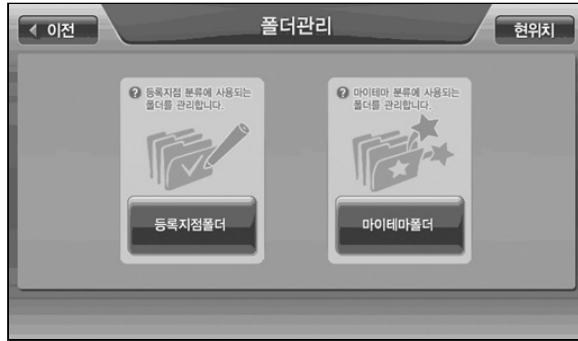 이전
폴더관리
현위치
? 등록지점 분류에 사용되는
폴더를 관리합니다.
? 마이테마 분류에 사용되는
폴더를 관리합니다.
등록지점폴더
마이테마폴더